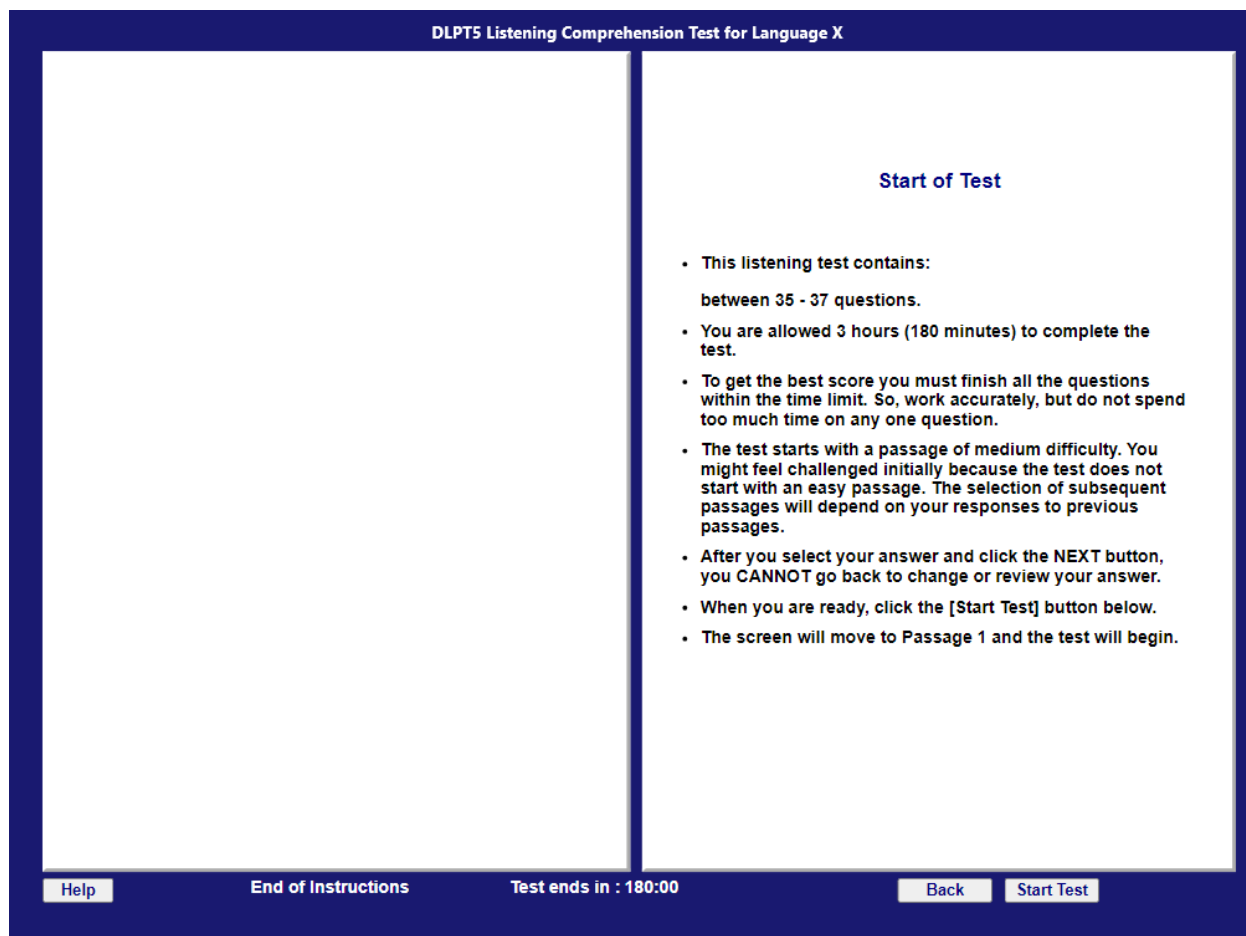 DLPT5 Listening Comprehension Test for Language X
Start of Test
• This listening test contains:
between 35 - 37 questions.
• You are allowed 3 hours (180 minutes) to complete the
test.
• To get the best score you must finish all the questions
within the time limit. So, work accurately, but do not spend
too much time on any one question.
• The test starts with a passage of medium difficulty. You
might feel challenged initially because the test does not
start with an easy passage. The selection of subsequent
passages will depend on your responses to previous
passages.
• After you select your answer and click the NEXT button,
you CANNOT go back to change or review your answer.
• When you are ready, click the [Start Test] button below.
• The screen will move to Passage 1 and the test will begin.
Help End of Instructions Test ends in : 180:00 Back Start Test